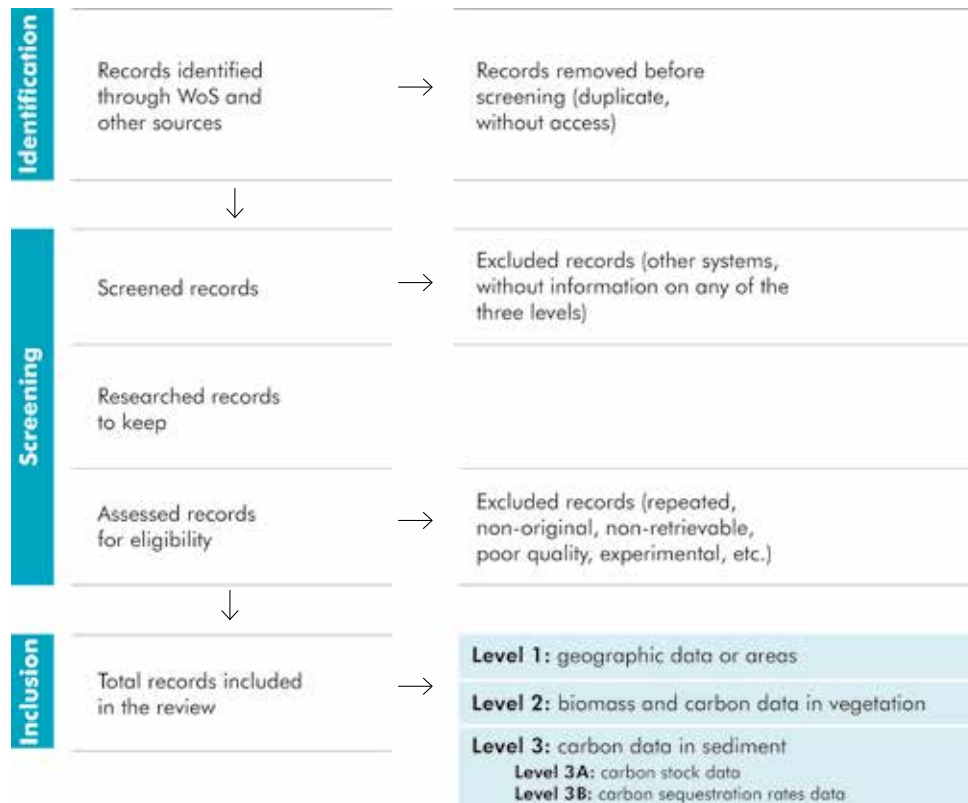 Identification
Records identified
through WoS and
other sources
→
Records removed before
screening (duplicate,
without access)
↓
Screening
Screened records
→
Excluded records (other systems,
without information on any of the
three levels)
Researched records
to keep
Assessed records
for eligibility
→
Excluded records (repeated,
non-original, non-retrievable,
poor quality, experimental, etc.)
↓
Inclusion
Total records included
in the review
→
Level 1: geographic data or areas
Level 2: biomass and carbon data in vegetation
Level 3: carbon data in sediment
Level 3A: carbon stock data
Level 3B: carbon sequestration rates data